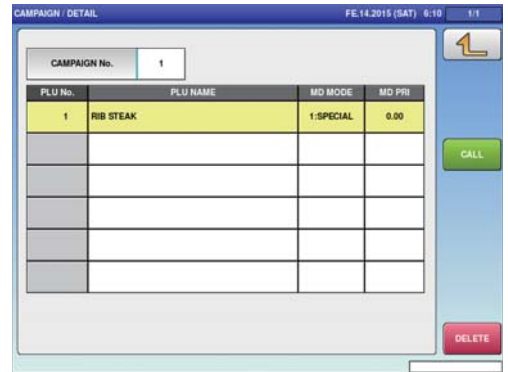 CAMPAIGN / DETAIL FE.14.2015 (SAT) 6:10 1/1
CAMPAIGN No. 1
PLU No. PLU NAME MD MODE MD PRI
1 RIB STEAK 1:SPECIAL 0.00
CALL
DELETE